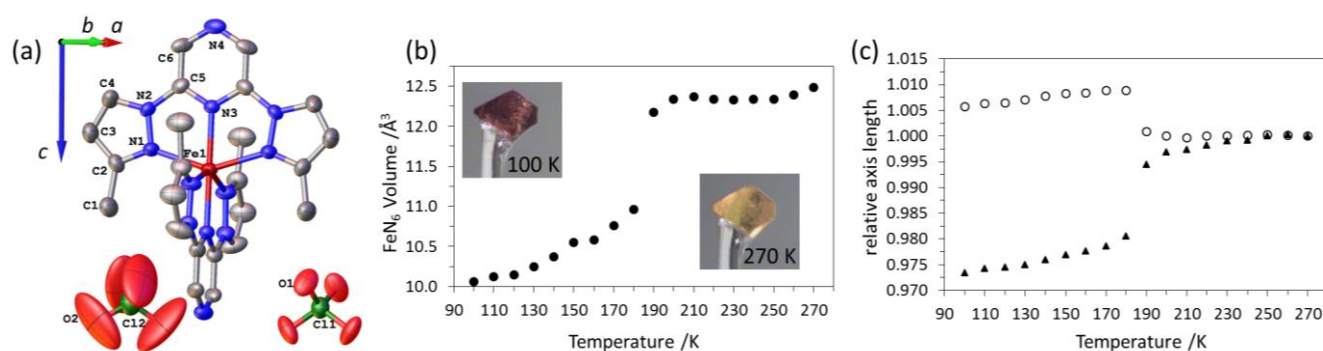 (a)
b a
c
N4
C6
C5
C4
N2
N3
C3
N1
Fe1
C2
C1
O1
O2
Cl2
Cl1
(b)
FeN6 Volume /Å3
12.5
12.0
11.5
11.0
10.5
10.0
100 K
270 K
90 110 130 150 170 190 210 230 250 270
Temperature /K
(c)
relative axis length
1.015
1.010
1.005
1.000
0.995
0.990
0.985
0.980
0.975
0.970
90 110 130 150 170 190 210 230 250 270
Temperature /K